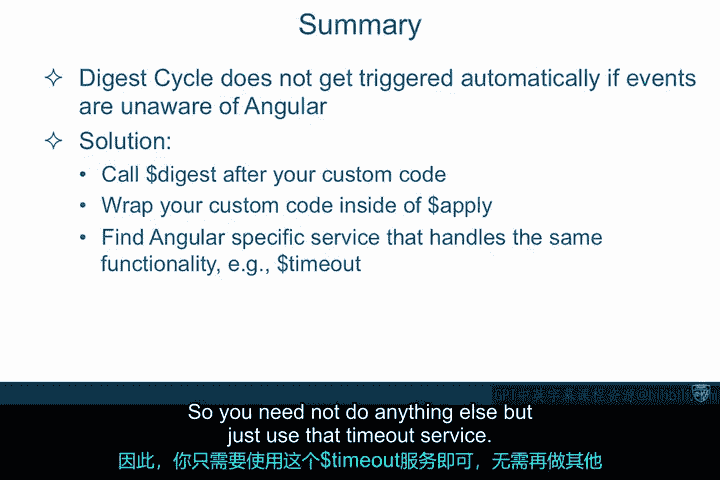 Summary
Digest Cycle does not get triggered automatically if events
are unaware of Angular
Solution:
• Call $digest after your custom code
• Wrap your custom code inside of $apply
• Find Angular specific service that handles the same
functionality, e.g., $timeout
So you need not do anything else but
just use that timeout service.
因此，你只需要使用这个$timeout服务即可，无需再做其他